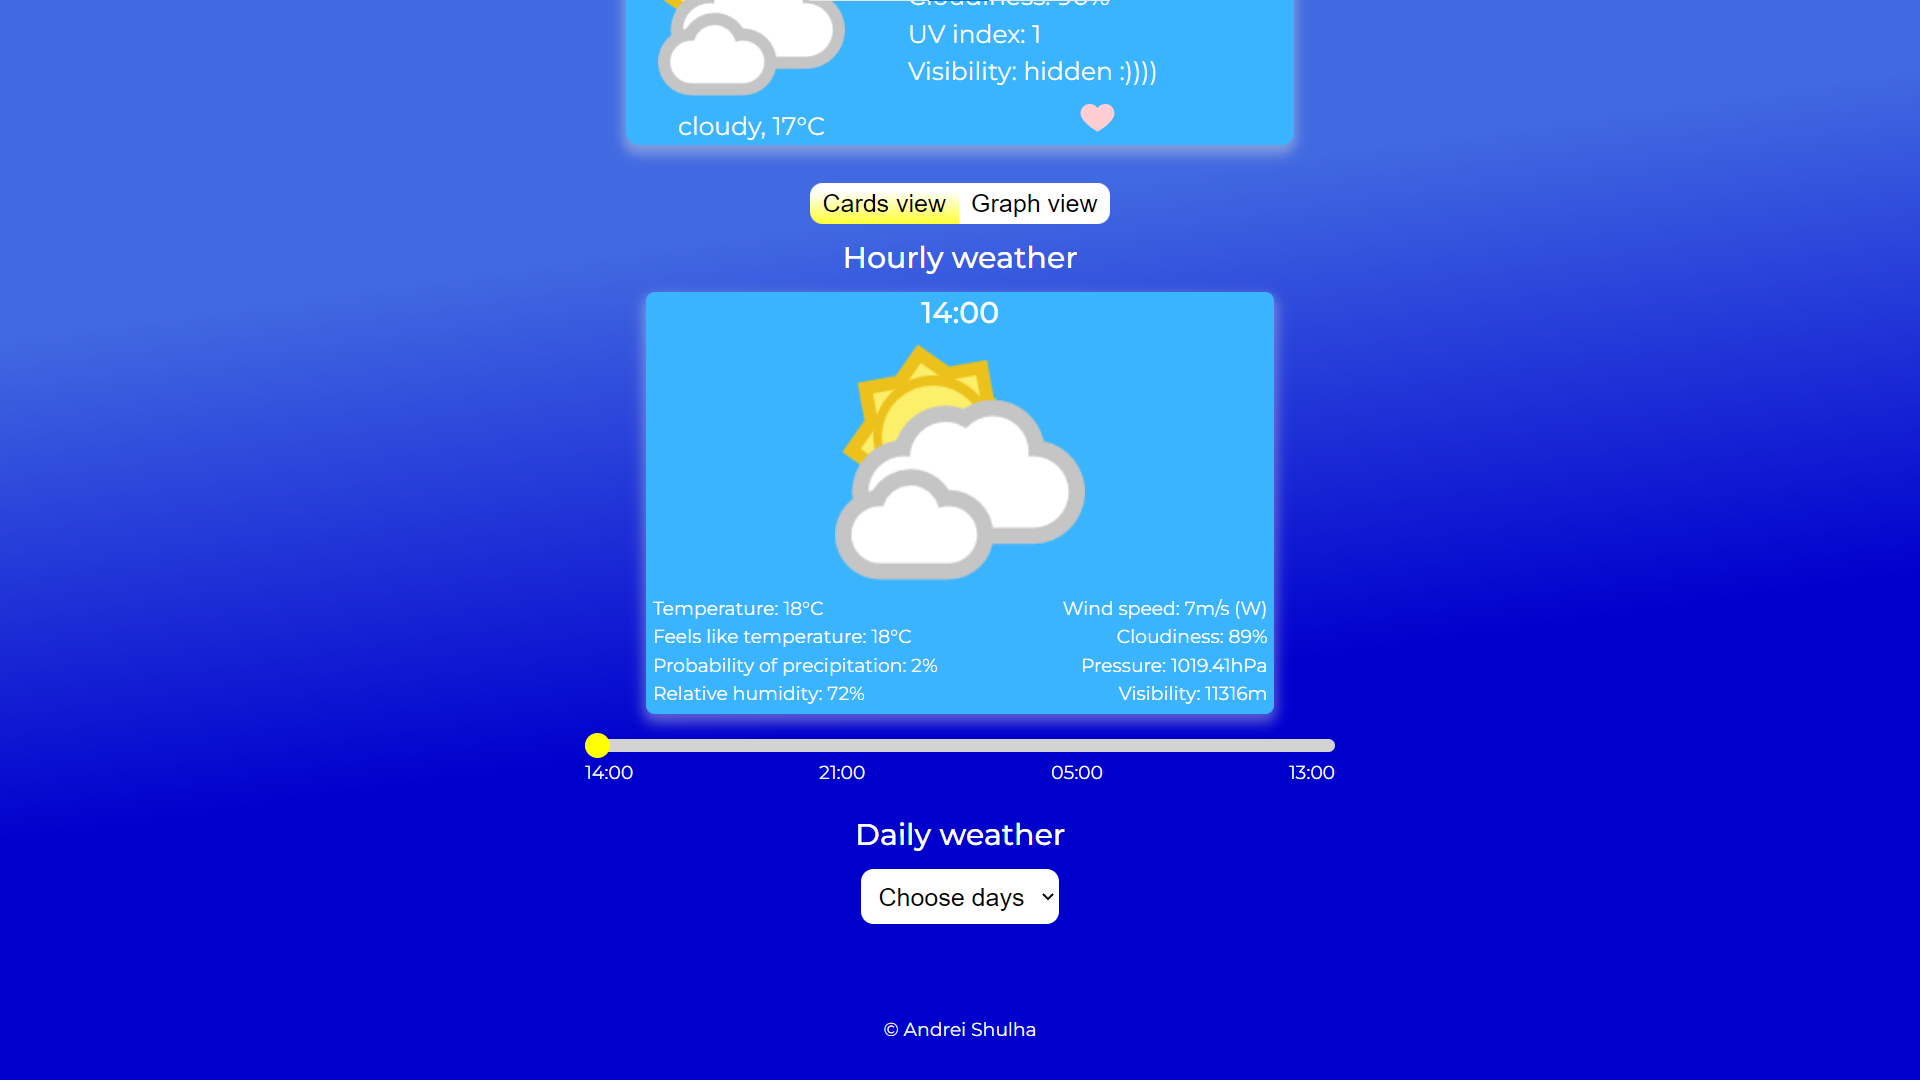 Cloudiness: 90%
UV index: 1
Visibility: hidden :))))
cloudy, 17°C
Cards view Graph view
Hourly weather
14:00
Temperature: 18°C Wind speed: 7m/s (W)
Feels like temperature: 18°C Cloudiness: 89%
Probability of precipitation: 2% Pressure: 1019.41hPa
Relative humidity: 72% Visibility: 11316m
14:00 21:00 05:00 13:00
Daily weather
Choose days
© Andrei Shulha